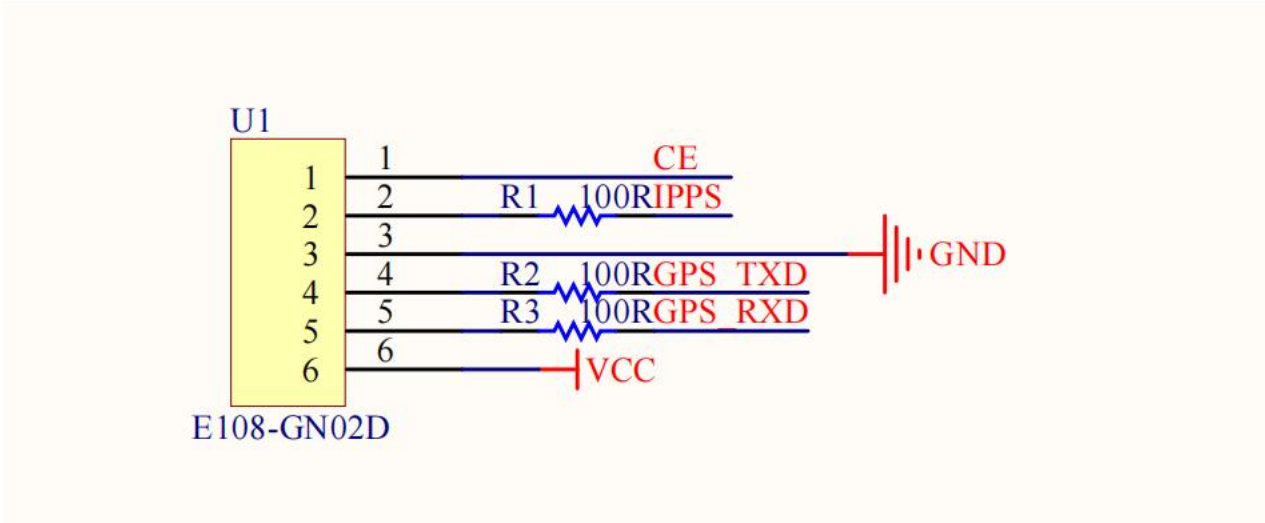 U1
1 1 CE
2 2 R1 100R IPPS
3 3 GND
4 4 R2 100R GPS_TXD
5 5 R3 100R GPS_RXD
6 6 VCC
E108-GN02D